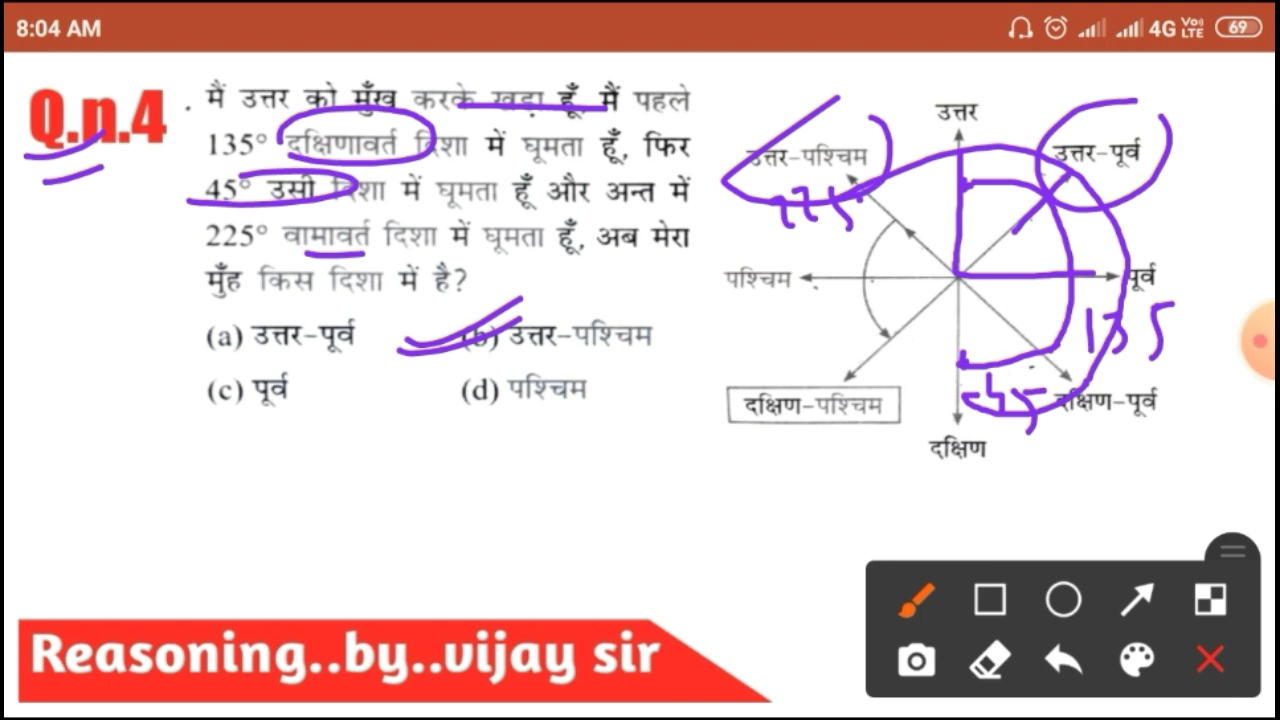 8:04 AM
4G VoI) LTE 69
Q.n.4
. मैं उत्तर को मुँख करके खड़ा हूँ मैं पहले
135° दक्षिणावर्त दिशा में घूमता हूँ, फिर
45° उसी दिशा में घूमता हूँ और अन्त में
225° वामावर्त दिशा में घूमता हूँ, अब मेरा
मुँह किस दिशा में है?
(a) उत्तर-पूर्व (b) उत्तर-पश्चिम
(c) पूर्व (d) पश्चिम
उत्तर
उत्तर-पश्चिम
उत्तर-पूर्व
225
पश्चिम
पूर्व
135
45
दक्षिण-पश्चिम
दक्षिण-पूर्व
दक्षिण
Reasoning..by..vijay sir